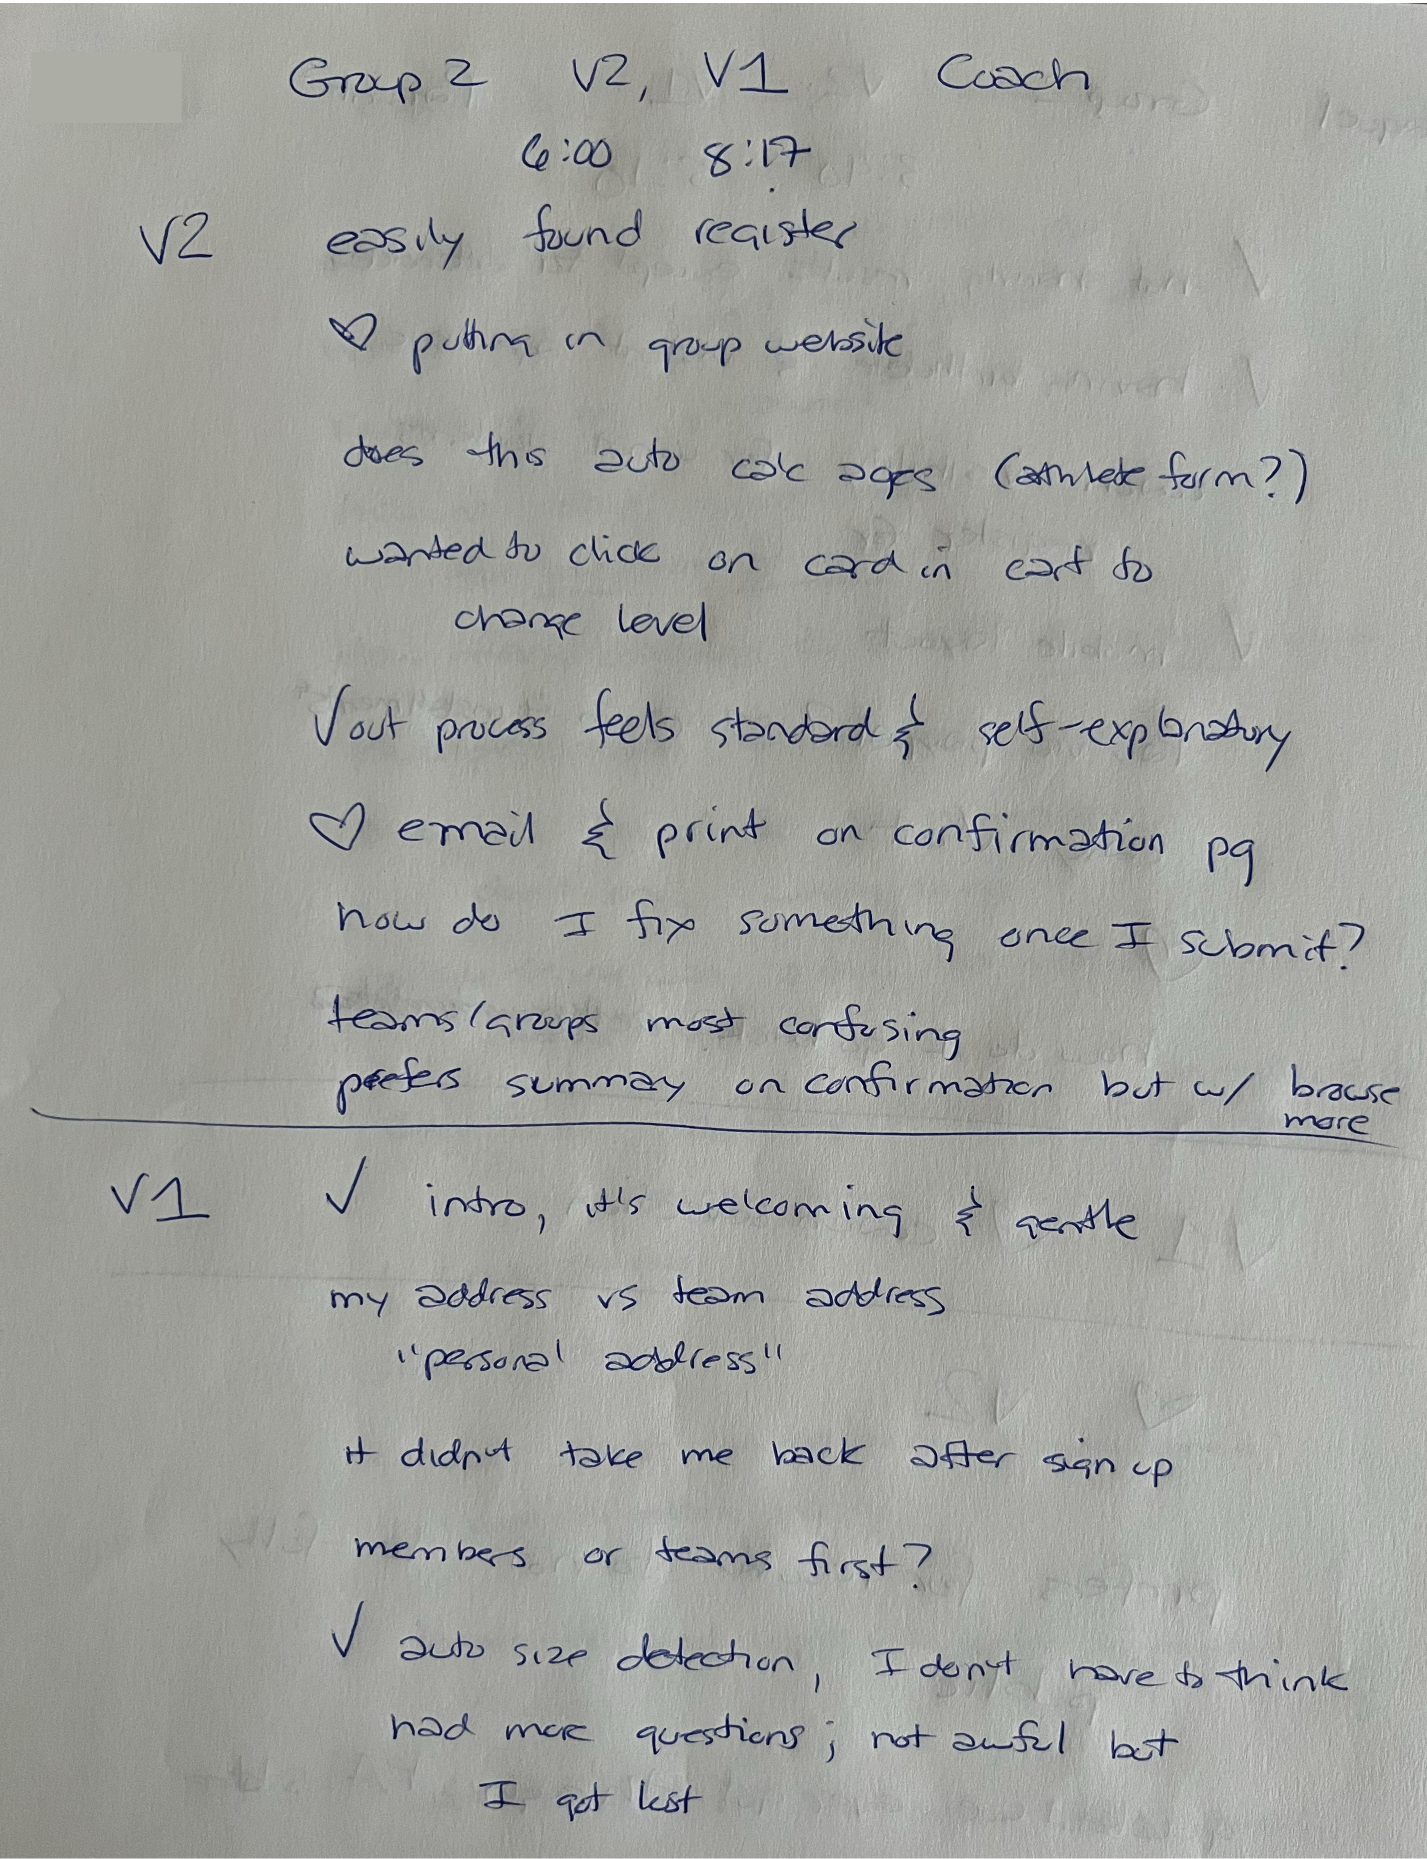 Group 2 V2, V1 Coach
6:00 8:17
V2 easily found register
♡ putting in group website
does this auto calc ages (athlete form?)
wanted to click on card in cart to
change level
√out process feels standard & self-explanatory
♡ email & print on confirmation pg
how do I fix something once I submit?
teams/groups most confusing
prefers summary on confirmation but w/ browse
more
V1 ✓ intro, it's welcoming & gentle
my address vs team address
"personal address"
it didn't take me back after sign up
members or teams first?
✓ auto size detection, I don't have to think
had more questions; not awful but
I got lost